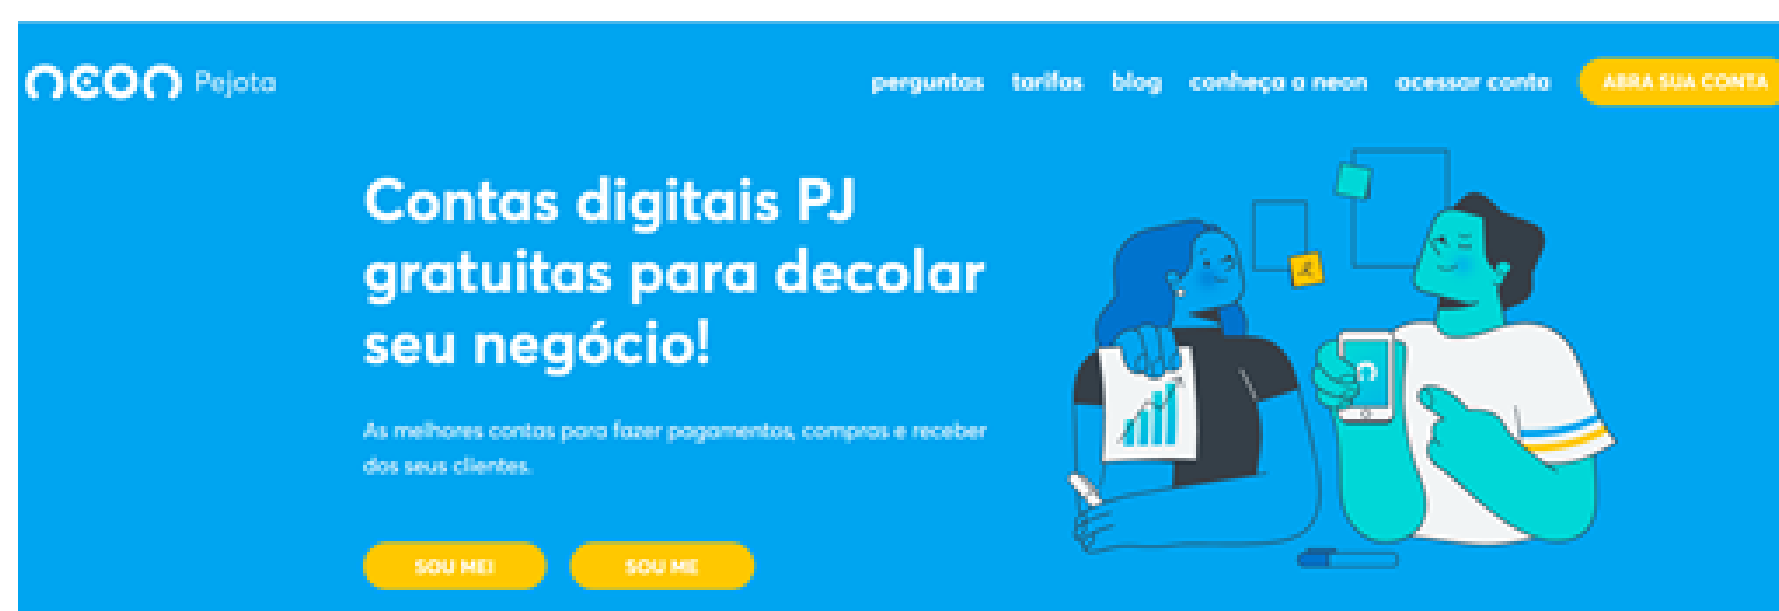 neon Pejota
perguntas tarifas blog conheça a neon acessar conta ABRA SUA CONTA
Contas digitais PJ
gratuitas para decolar
seu negócio!
As melhores contas para fazer pagamentos, compras e receber
dos seus clientes.
SOU MEI SOU ME